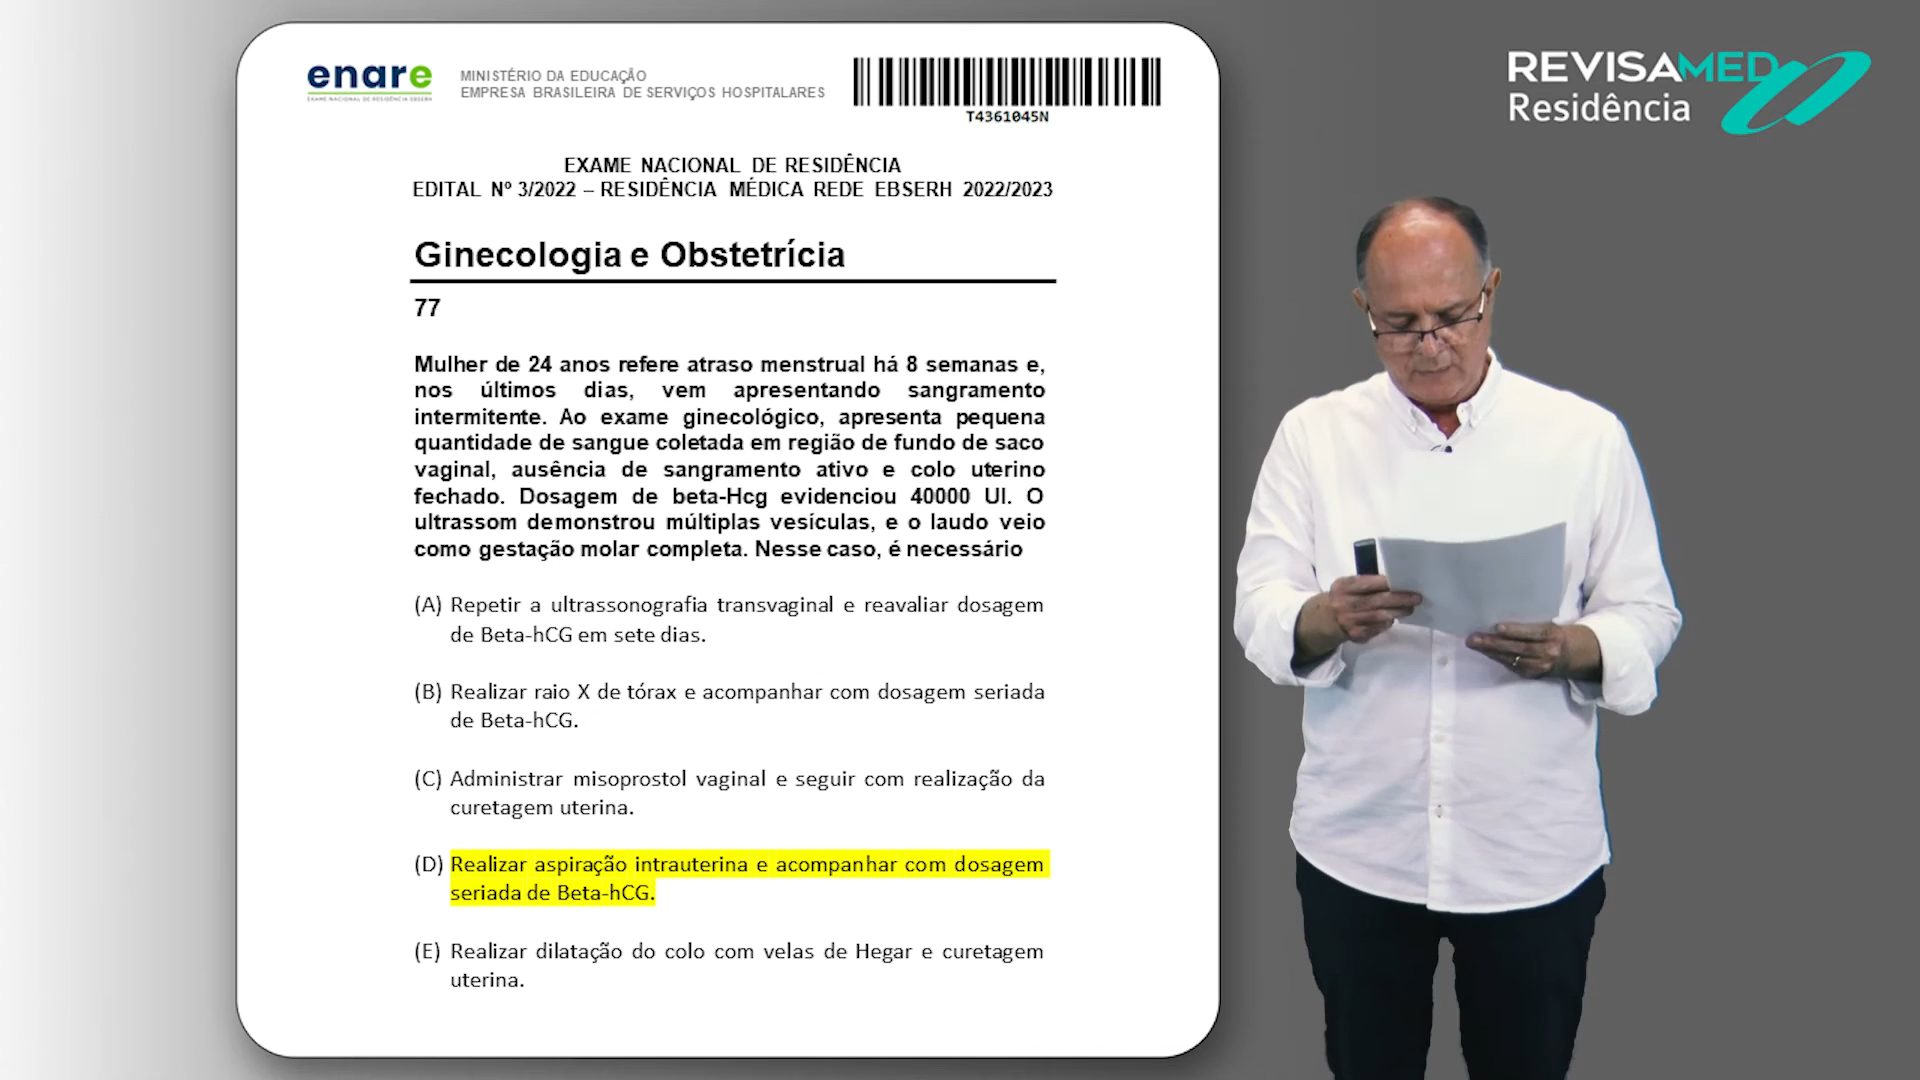 enare
EXAME NACIONAL DE RESIDÊNCIA EBSERH
MINISTÉRIO DA EDUCAÇÃO
EMPRESA BRASILEIRA DE SERVIÇOS HOSPITALARES
T4361045N
REVISAMED
Residência
EXAME NACIONAL DE RESIDÊNCIA
EDITAL Nº 3/2022 – RESIDÊNCIA MÉDICA REDE EBSERH 2022/2023
Ginecologia e Obstetrícia
77
Mulher de 24 anos refere atraso menstrual há 8 semanas e,
nos últimos dias, vem apresentando sangramento
intermitente. Ao exame ginecológico, apresenta pequena
quantidade de sangue coletada em região de fundo de saco
vaginal, ausência de sangramento ativo e colo uterino
fechado. Dosagem de beta-Hcg evidenciou 40000 UI. O
ultrassom demonstrou múltiplas vesículas, e o laudo veio
como gestação molar completa. Nesse caso, é necessário
(A) Repetir a ultrassonografia transvaginal e reavaliar dosagem
de Beta-hCG em sete dias.
(B) Realizar raio X de tórax e acompanhar com dosagem seriada
de Beta-hCG.
(C) Administrar misoprostol vaginal e seguir com realização da
curetagem uterina.
(D) Realizar aspiração intrauterina e acompanhar com dosagem
seriada de Beta-hCG.
(E) Realizar dilatação do colo com velas de Hegar e curetagem
uterina.